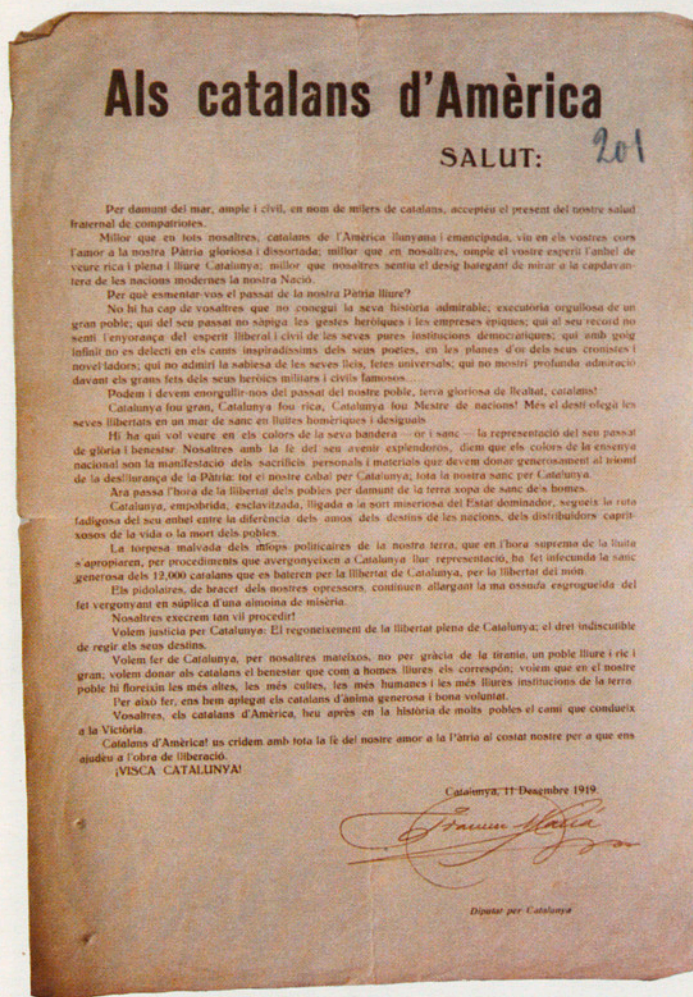 Als catalans d'Amèrica
SALUT:
201
Per damunt del mar, ample i civil, en nom de milers de catalans, acceptéu el present del nostre salud
fraternal de compatriotes.
Millor que en tots nosaltres, catalans de l'Amèrica llunyana i emancipada, viu en els vostres cors
l'amor a la nostra Pàtria gloriosa i dissortada; millor que en nosaltres, omple el vostre esperit l'anhel de
veure rica i plena i lliure Catalunya; millor que nosaltres sentiu el desig bategant de mirar a la capdavan-
tera de les nacions modernes la nostra Nació.
Per què esmentar-vos el passat de la nostra Pàtria lliure?
No hi ha cap de vosaltres que no conegui la seva història admirable; executòria orgullosa de un
gran poble; qui del seu passat no sàpiga les gestes heròiques i les empreses èpiques; qui al seu record no
senti l'enyorança del esperit lliberal i civil de les seves pures institucions democràtiques; qui amb goig
infinit no es delecti en els cants inspiradíssims dels seus poetes, en les planes d'or dels seus cronistes i
novel·ladors; qui no admiri la sabiesa de les seves lleis, fetes universals; qui no mostri profunda admiració
davant els grans fets dels seus heròics militars i civils famosos....
Podem i devem enorgullir-nos del passat del nostre poble, terra gloriosa de llealtat, catalans!
Catalunya fou gran, Catalunya fou rica, Catalunya fou Mestre de nacions! Més el destí ofegà les
seves llibertats en un mar de sanc en lluites homèriques i desiguals
Hi ha qui vol veure en els colors de la seva bandera — or i sanc — la representació del seu passat
de glòria i benestar. Nosaltres amb la fè del seu avenir explendorós, diem que els colors de la ensenya
nacional son la manifestació dels sacrificis personals i materials que devem donar generosament al triomf
de la deslliurança de la Pàtria: tot el nostre cabal per Catalunya; tota la nostra sanc per Catalunya.
Ara passa l'hora de la llibertat dels pobles per damunt de la terra xopa de sanc dels homes.
Catalunya, empobrida, esclavitzada, lligada a la sort miseriosa del Estat dominador, segueix la ruta
fadigosa del seu anhel entre la diferència dels amos dels destins de les nacions, dels distribuidors caprit-
xosos de la vida o la mort dels pobles.
La torpesa malvada dels miops politicaires de la nostra terra, que en l'hora suprema de la lluita
s'apropiaren, per procediments que avergonyeixen a Catalunya llur representació, ha fet infecunda la sanc
generosa dels 12,000 catalans que es bateren per la llibertat de Catalunya, per la llibertat del món.
Els pidolaires, de bracet dels nostres opressors, continuen allargant la ma ossuda esgrogueida del
fet vergonyant en súplica d'una almoina de misèria.
Nosaltres execrem tan vil procedir!
Volem justicia per Catalunya: El regoneixement de la llibertat plena de Catalunya; el dret indiscutible
de regir els seus destins.
Volem fer de Catalunya, per nosaltres mateixos, no per gràcia de la tirania, un poble lliure i ric i
gran; volem donar als catalans el benestar que com a homes lliures els correspón; volem que en el nostre
poble hi floreixin les més altes, les més cultes, les més humanes i les més lliures institucions de la terra.
Per això fer, ens hem aplegat els catalans d'ànima generosa i bona voluntat.
Vosaltres, els catalans d'Amèrica, heu après en la història de molts pobles el camí que condueix
a la Victòria.
Catalans d'Amèrica! us cridem amb tota la fè del nostre amor a la Pàtria al costat nostre per a que ens
ajudèu a l'obra de lliberació.
¡VISCA CATALUNYA!
Catalunya, 11 Desembre 1919.
Francesc Macià
Diputat per Catalunya